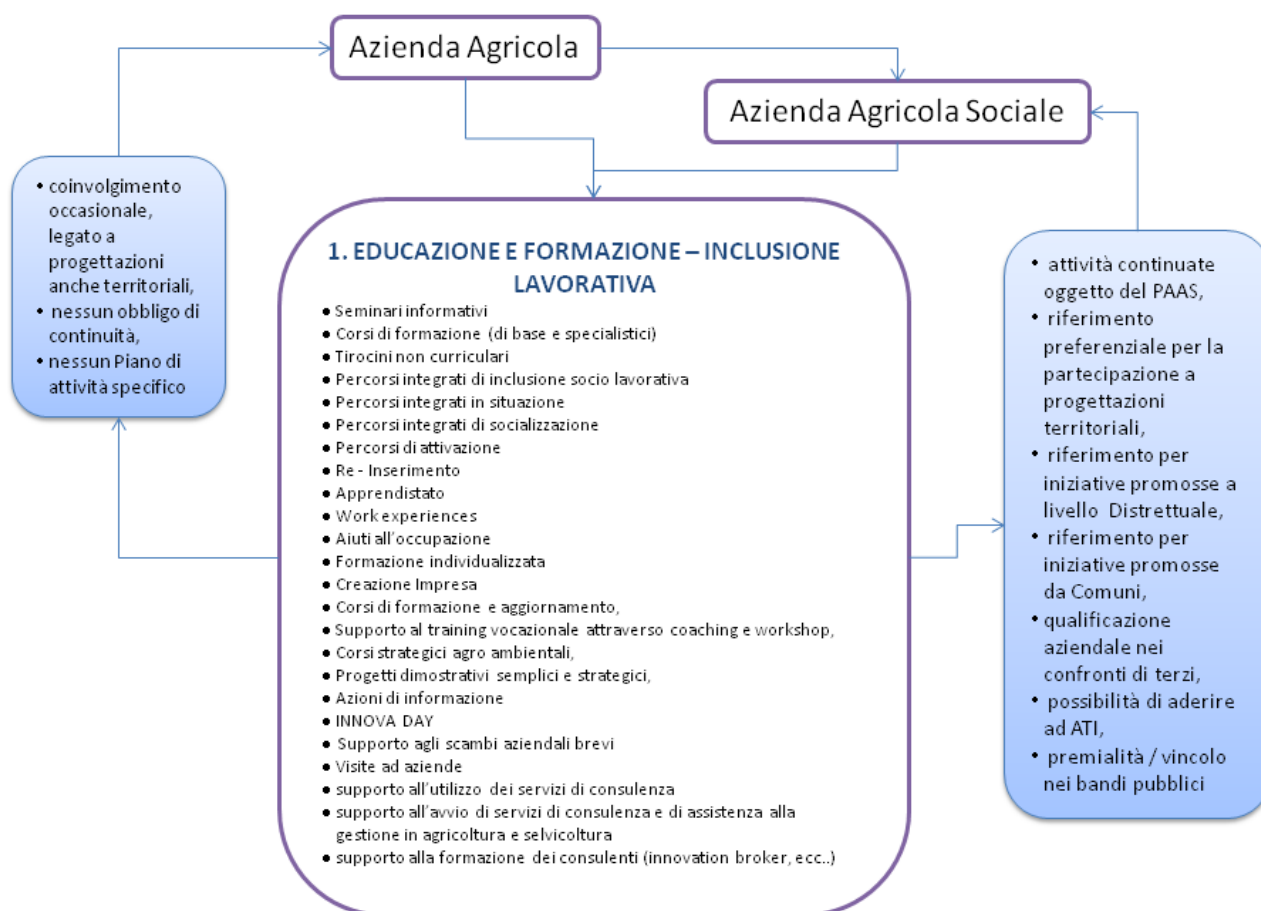 Azienda Agricola
Azienda Agricola Sociale
• coinvolgimento
occasionale,
legato a
progettazioni
anche territoriali,
• nessun obbligo di
continuità,
• nessun Piano di
attività specifico
1. EDUCAZIONE E FORMAZIONE – INCLUSIONE
LAVORATIVA
• Seminari informativi
• Corsi di formazione (di base e specialistici)
• Tirocini non curriculari
• Percorsi integrati di inclusione socio lavorativa
• Percorsi integrati in situazione
• Percorsi integrati di socializzazione
• Percorsi di attivazione
• Re - Inserimento
• Apprendistato
• Work experiences
• Aiuti all'occupazione
• Formazione individualizzata
• Creazione Impresa
• Corsi di formazione e aggiornamento,
• Supporto al training vocazionale attraverso coaching e workshop,
• Corsi strategici agro ambientali,
• Progetti dimostrativi semplici e strategici,
• Azioni di informazione
• INNOVA DAY
• Supporto agli scambi aziendali brevi
• Visite ad aziende
• supporto all'utilizzo dei servizi di consulenza
• supporto all'avvio di servizi di consulenza e di assistenza alla
gestione in agricoltura e selvicoltura
• supporto alla formazione dei consulenti (innovation broker, ecc..)
• attività continuate
oggetto del PAAS,
• riferimento
preferenziale per la
partecipazione a
progettazioni
territoriali,
• riferimento per
iniziative promosse a
livello Distrettuale,
• riferimento per
iniziative promosse
da Comuni,
• qualificazione
aziendale nei
confronti di terzi,
• possibilità di aderire
ad ATI,
• premialità / vincolo
nei bandi pubblici